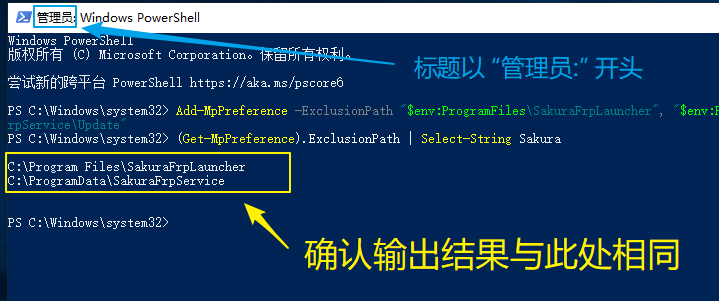 管理员: Windows PowerShell
Windows PowerShell
版权所有 (C) Microsoft Corporation。保留所有权利。
标题以 “管理员:” 开头
尝试新的跨平台 PowerShell https://aka.ms/pscore6
PS C:\Windows\system32> Add-MpPreference -ExclusionPath "$env:ProgramFiles\SakuraFrpLauncher", "$env:P
rpService\Update"
PS C:\Windows\system32> (Get-MpPreference).ExclusionPath | Select-String Sakura
C:\Program Files\SakuraFrpLauncher
C:\ProgramData\SakuraFrpService
PS C:\Windows\system32>
确认输出结果与此处相同